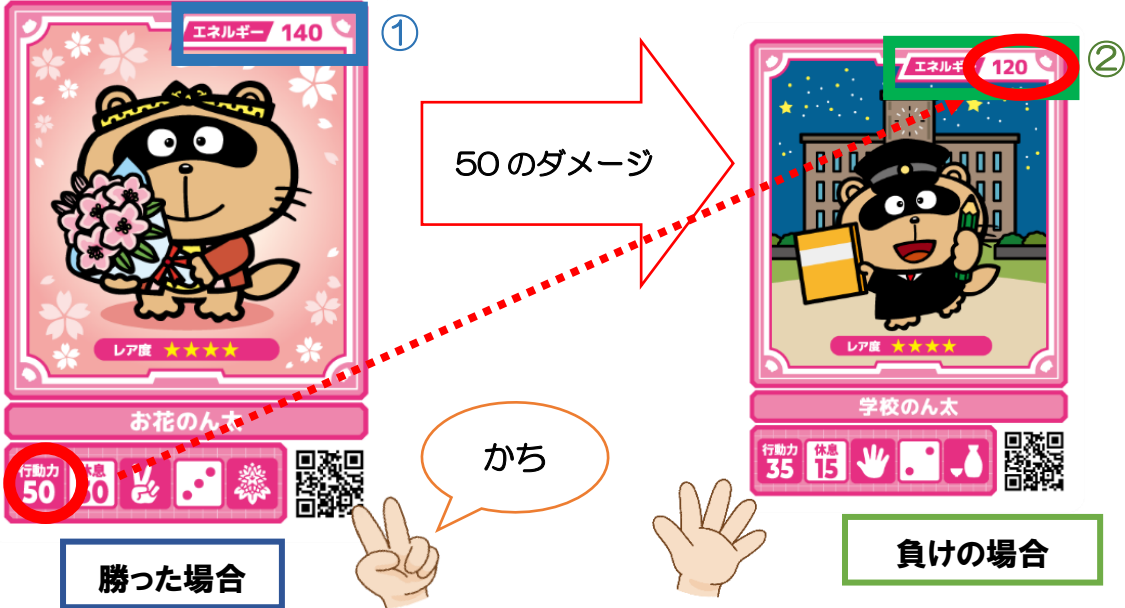 エネルギー 140
①
レア度 ★★★★
お花のん太
行動力
50
休息
勝った場合
50のダメージ
かち
エネルギー 120
②
レア度 ★★★★
学校のん太
行動力
35
休息
15
負けの場合